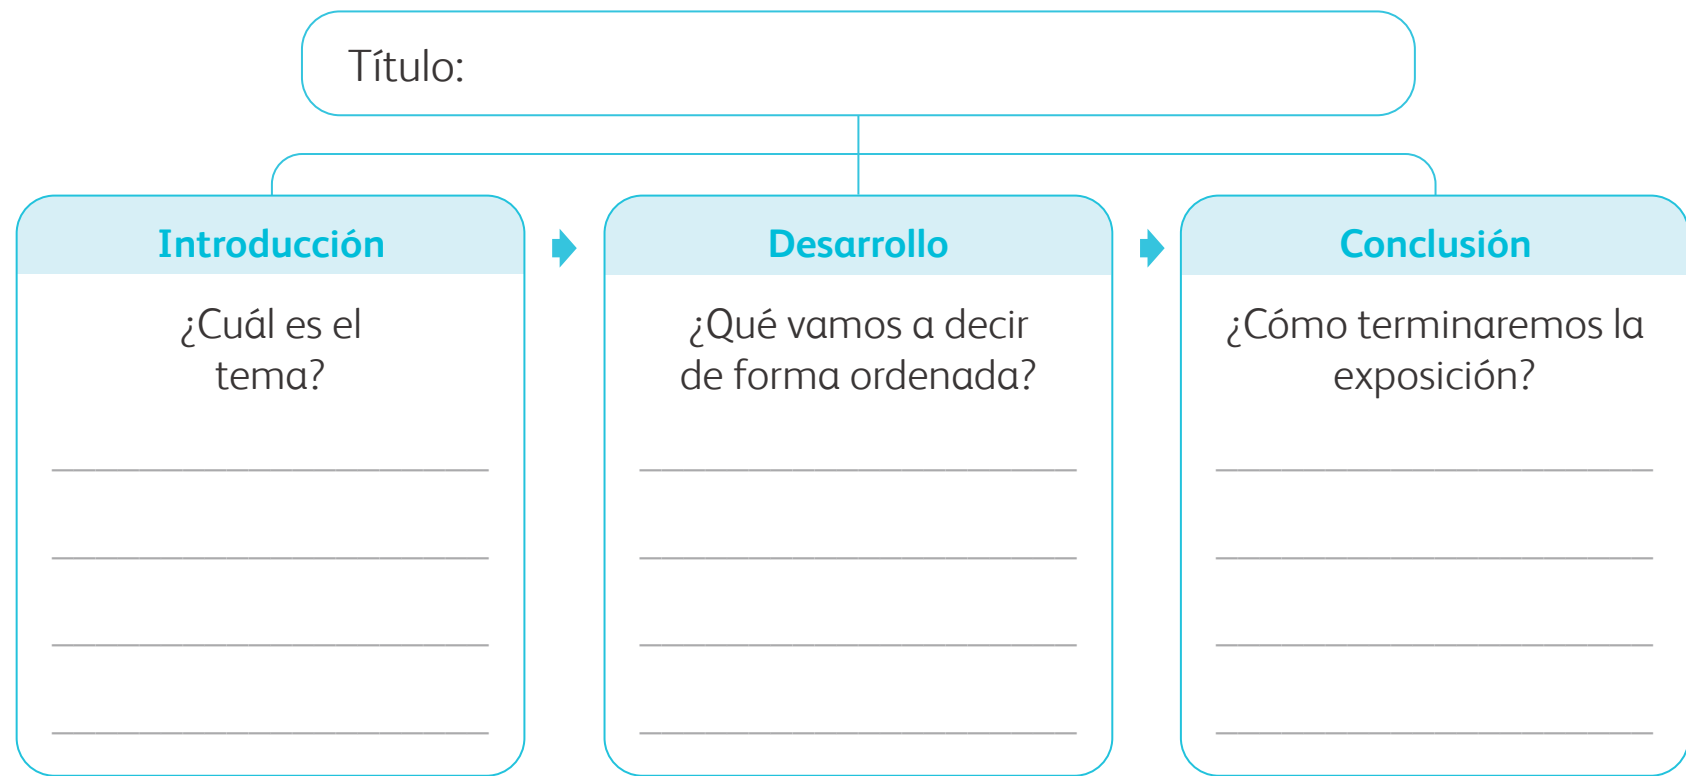 Título:
Introducción
¿Cuál es el
tema?
Desarrollo
¿Qué vamos a decir
de forma ordenada?
Conclusión
¿Cómo terminaremos la
exposición?